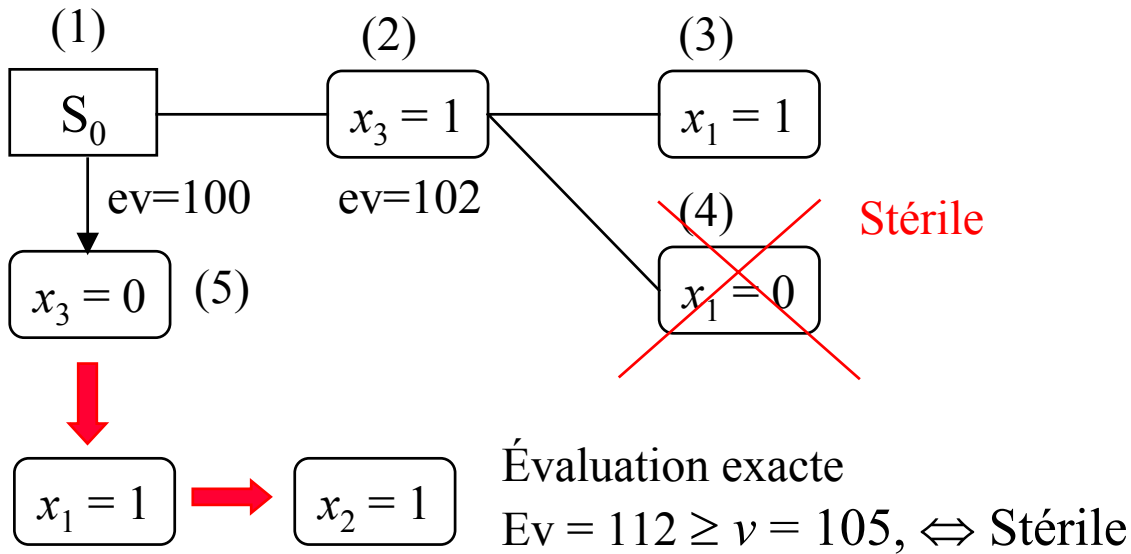 (1)
(2)
(3)
S₀
x₃ = 1
x₁ = 1
ev=100
ev=102
(4)
Stérile
x₃ = 0
(5)
x₁ = 0
x₁ = 1
x₂ = 1
Évaluation exacte
Ev = 112 ≥ v = 105, ⇔ Stérile